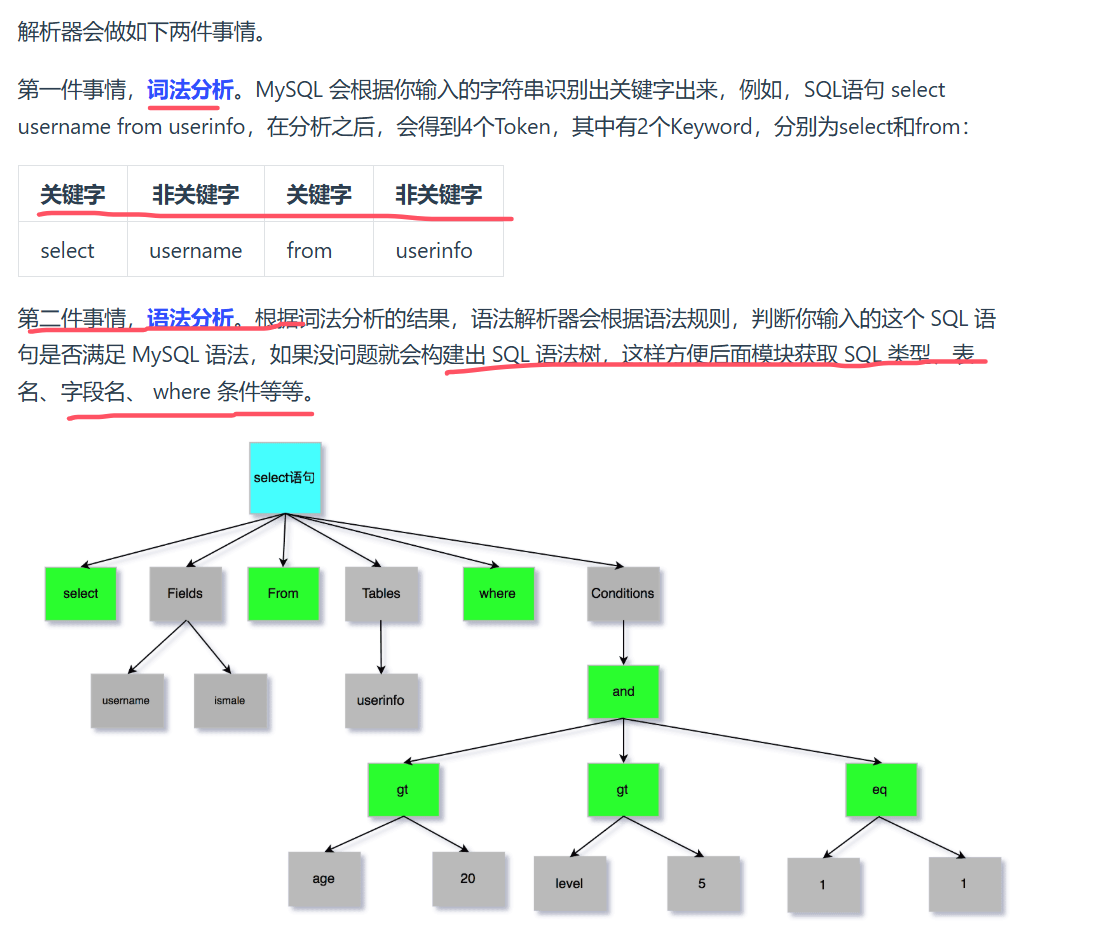 解析器会做如下两件事情。
第一件事情，词法分析。MySQL 会根据你输入的字符串识别出关键字出来，例如，SQL语句 select
username from userinfo，在分析之后，会得到4个Token，其中有2个Keyword，分别为select和from：
关键字 非关键字 关键字 非关键字
select username from userinfo
第二件事情，语法分析。根据词法分析的结果，语法解析器会根据语法规则，判断你输入的这个 SQL 语
句是否满足 MySQL 语法，如果没问题就会构建出 SQL 语法树，这样方便后面模块获取 SQL 类型、表
名、字段名、 where 条件等等。
select语句
select Fields From Tables where Conditions
username ismale userinfo and
gt gt eq
age 20 level 5 1 1